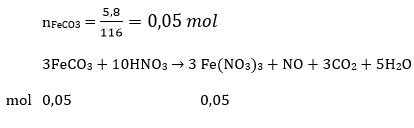 nFeCO3 = 5,8/116 = 0,05 mol
3FeCO₃ + 10HNO₃ → 3 Fe(NO₃)₃ + NO + 3CO₂ + 5H₂O
mol 0,05 0,05